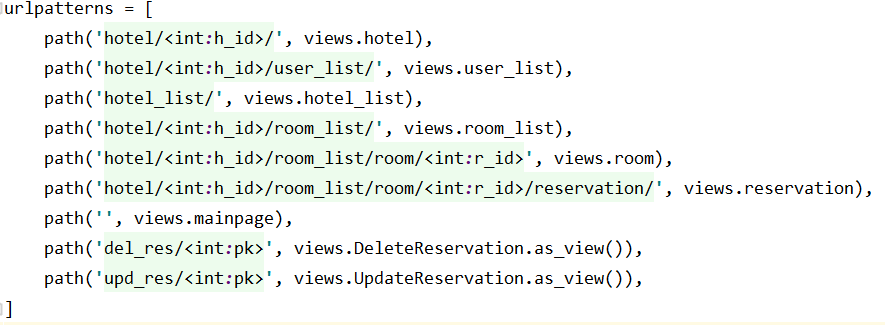 urlpatterns = [
    path('hotel/<int:h_id>/', views.hotel),
    path('hotel/<int:h_id>/user_list/', views.user_list),
    path('hotel_list/', views.hotel_list),
    path('hotel/<int:h_id>/room_list/', views.room_list),
    path('hotel/<int:h_id>/room_list/room/<int:r_id>', views.room),
    path('hotel/<int:h_id>/room_list/room/<int:r_id>/reservation/', views.reservation),
    path('', views.mainpage),
    path('del_res/<int:pk>', views.DeleteReservation.as_view()),
    path('upd_res/<int:pk>', views.UpdateReservation.as_view()),
]